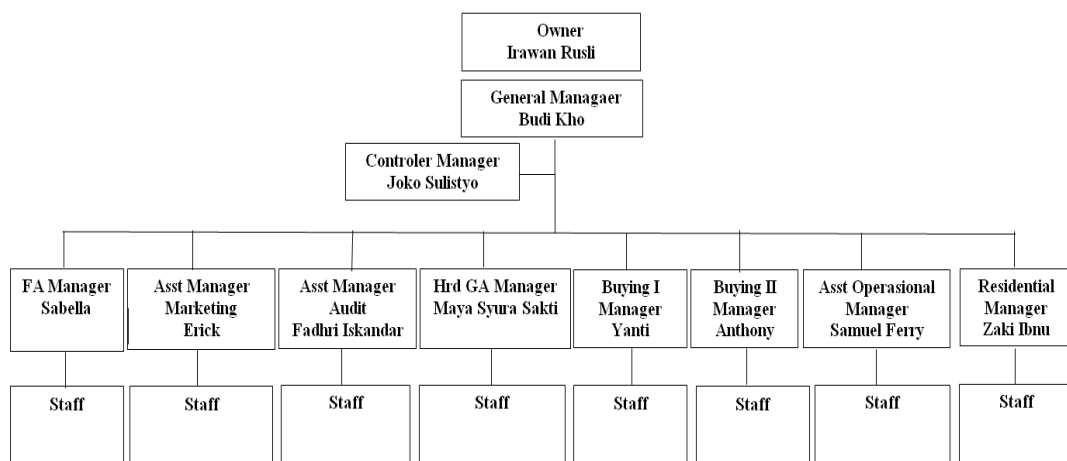 Owner
Irawan Rusli
General Managaer
Budi Kho
Controler Manager
Joko Sulistyo
FA Manager
Sabella
Asst Manager
Marketing
Erick
Asst Manager
Audit
Fadhri Iskandar
Hrd GA Manager
Maya Syura Sakti
Buying I
Manager
Yanti
Buying II
Manager
Anthony
Asst Operasional
Manager
Samuel Ferry
Residential
Manager
Zaki Ibnu
Staff
Staff
Staff
Staff
Staff
Staff
Staff
Staff